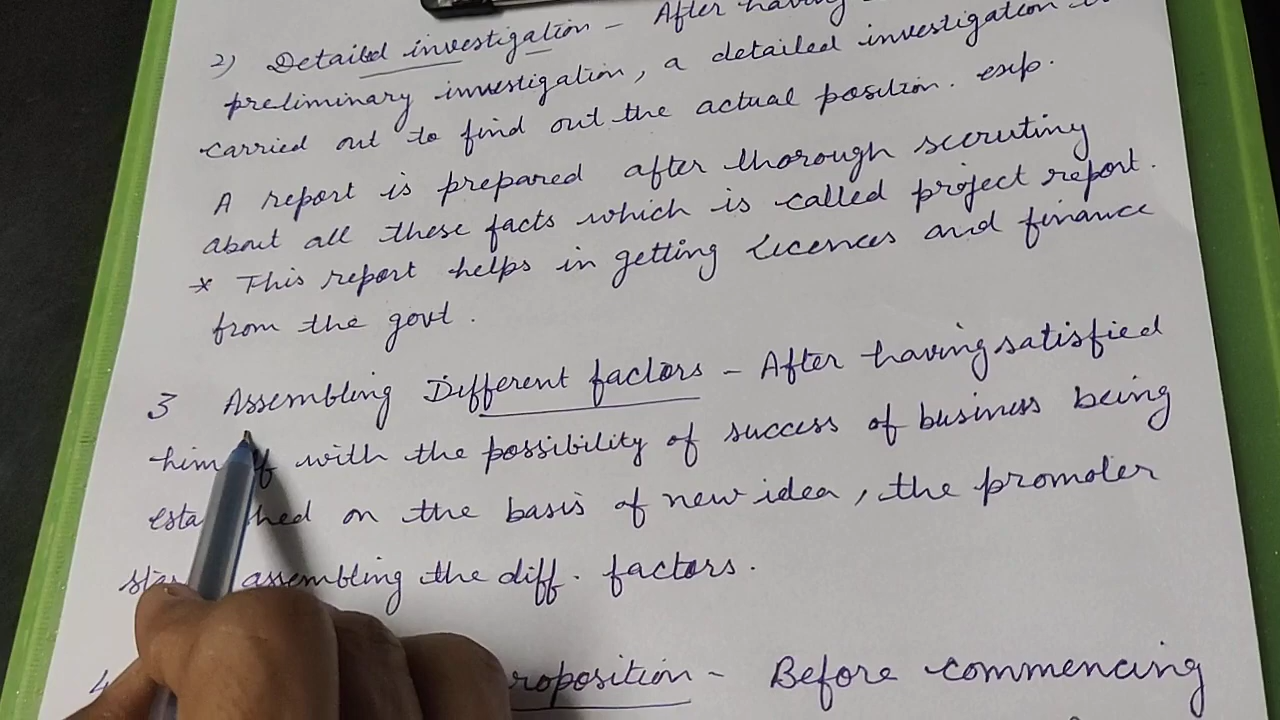 2) Detailed investigation - After having
preliminary investigation, a detailed investigation
carried out to find out the actual position. exp.
A report is prepared after thorough scrutiny
about all these facts which is called project report.
* This report helps in getting licences and finance
from the govt.
3 Assembling Different factors - After having satisfied
with the possibility of success of business being
on the basis of new idea, the promoter
assembling the diff. factors.
4 roposition - Before commencing